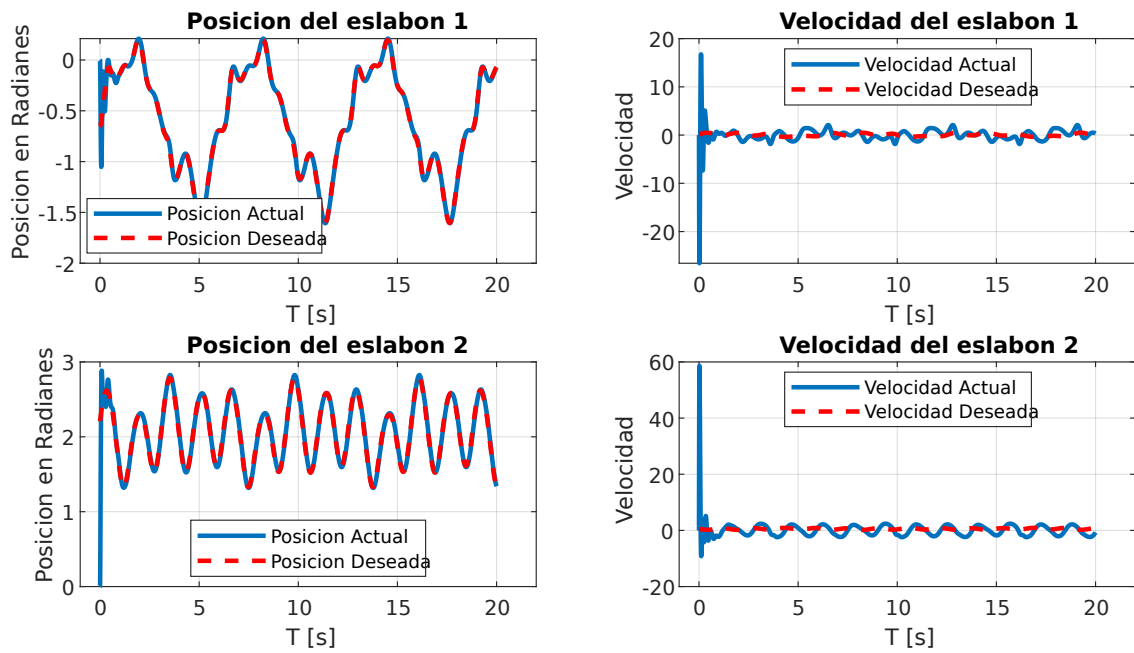 Posicion del eslabon 1
Posicion en Radianes
0
-0.5
-1
-1.5
-2
Posicion Actual
Posicion Deseada
0 5 10 15 20
T [s]
Velocidad del eslabon 1
Velocidad
20
10
0
-10
-20
Velocidad Actual
Velocidad Deseada
0 5 10 15 20
T [s]
Posicion del eslabon 2
Posicion en Radianes
3
2
1
0
Posicion Actual
Posicion Deseada
0 5 10 15 20
T [s]
Velocidad del eslabon 2
Velocidad
60
40
20
0
-20
Velocidad Actual
Velocidad Deseada
0 5 10 15 20
T [s]